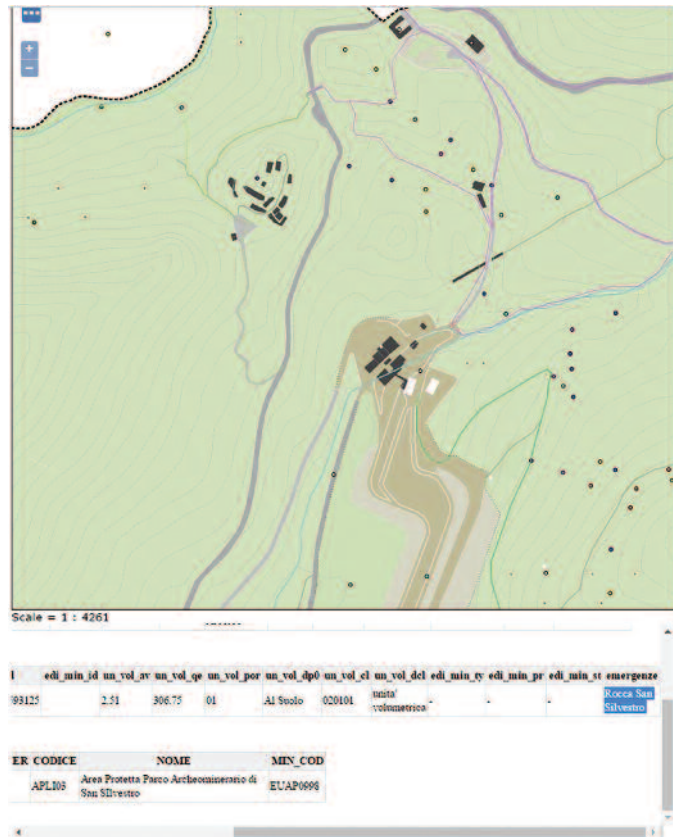 Scale = 1 : 4261
l edi_min_id un_vol_av un_vol_qe un_vol_por un_vol_dp0 un_vol_cl un_vol_dcl edi_min_ty edi_min_pr edi_min_st emergenze
93125 2.51 306.75 01 Al Suolo 020101 unita' volumetrica - - - Rocca San Silvestro
ER CODICE NOME MIN_COD
APLI03 Area Protetta Parco Archeominerario di San SIlvestro EUAP0998